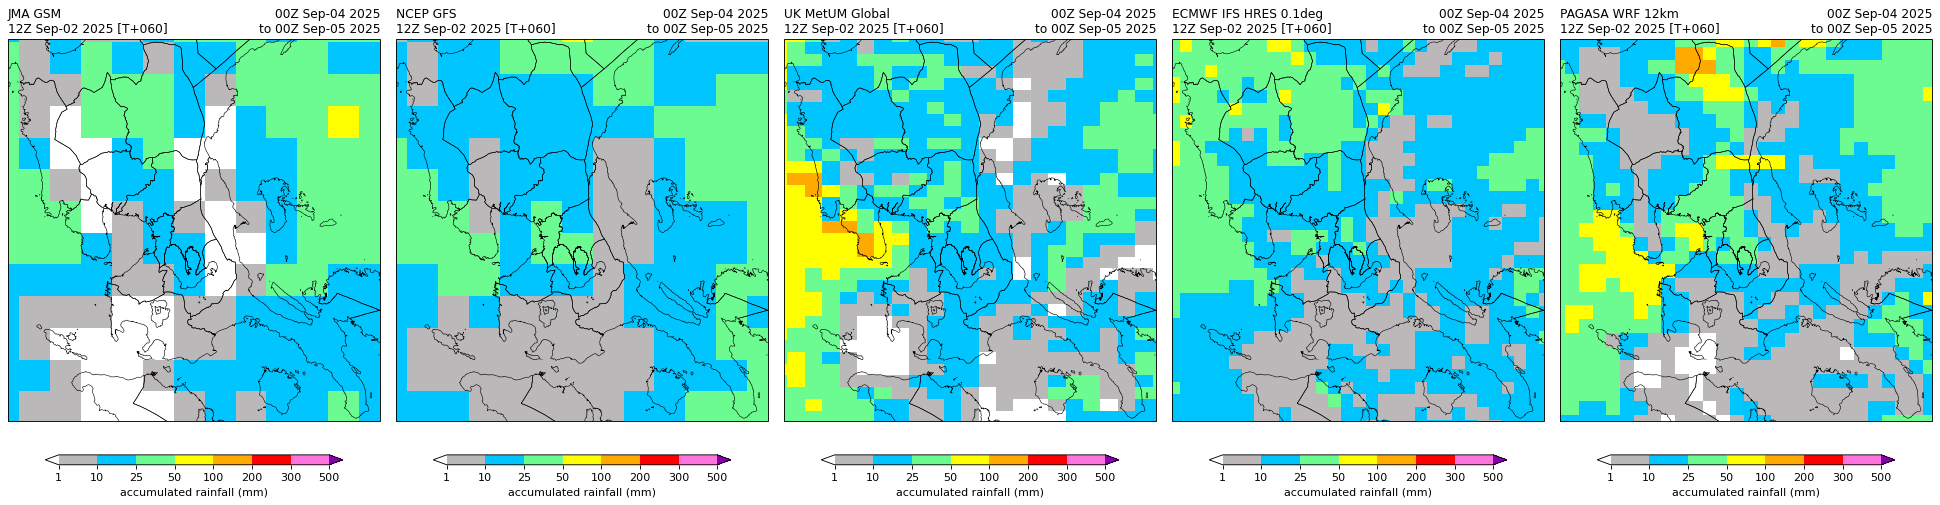 JMA GSM 00Z Sep-04 2025
12Z Sep-02 2025 [T+060] to 00Z Sep-05 2025
1 10 25 50 100 200 300 500
accumulated rainfall (mm)
NCEP GFS 00Z Sep-04 2025
12Z Sep-02 2025 [T+060] to 00Z Sep-05 2025
1 10 25 50 100 200 300 500
accumulated rainfall (mm)
UK MetUM Global 00Z Sep-04 2025
12Z Sep-02 2025 [T+060] to 00Z Sep-05 2025
1 10 25 50 100 200 300 500
accumulated rainfall (mm)
ECMWF IFS HRES 0.1deg 00Z Sep-04 2025
12Z Sep-02 2025 [T+060] to 00Z Sep-05 2025
1 10 25 50 100 200 300 500
accumulated rainfall (mm)
PAGASA WRF 12km 00Z Sep-04 2025
12Z Sep-02 2025 [T+060] to 00Z Sep-05 2025
1 10 25 50 100 200 300 500
accumulated rainfall (mm)